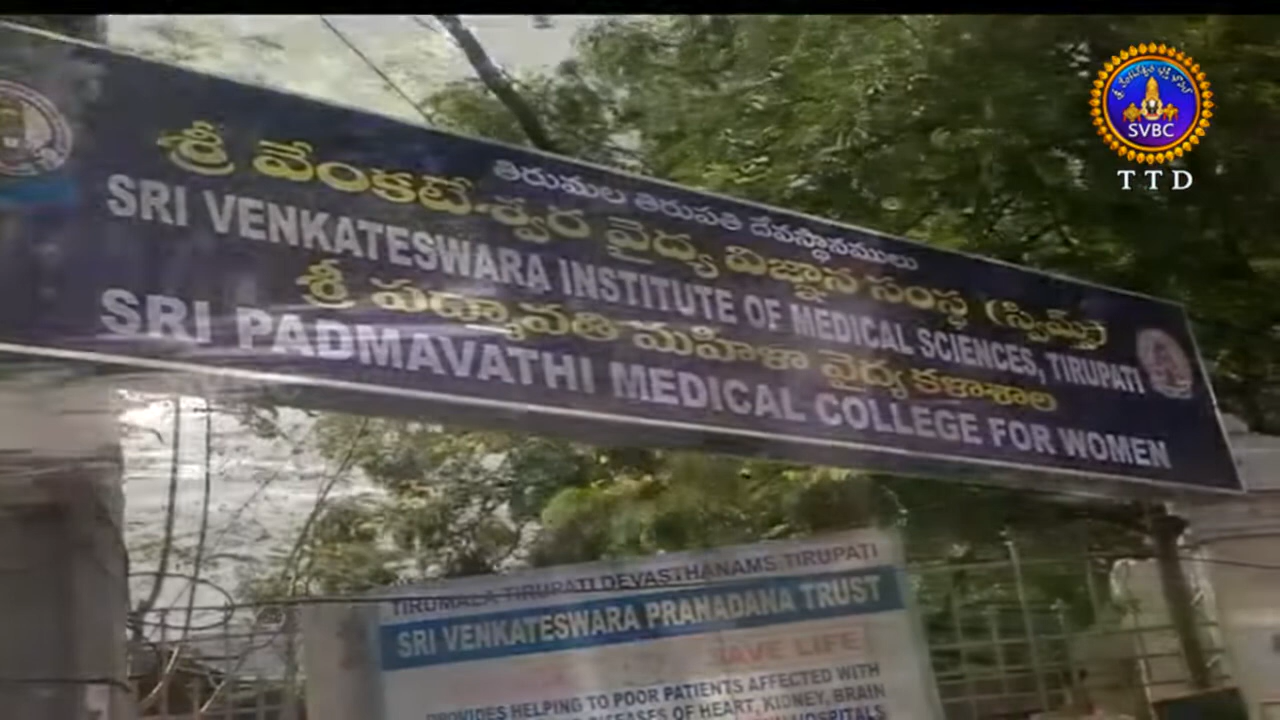 తిరుమల తిరుపతి దేవస్థానములు
శ్రీ వేంకటేశ్వర వైద్య విజ్ఞాన సంస్థ (స్విమ్స్)
SRI VENKATESWARA INSTITUTE OF MEDICAL SCIENCES, TIRUPATI
శ్రీ పద్మావతి మహిళా వైద్య కళాశాల
SRI PADMAVATHI MEDICAL COLLEGE FOR WOMEN
SVBC
TTD
TIRUMALA TIRUPATI DEVASTHANAMS TIRUPATI
SRI VENKATESWARA PRANADANA TRUST
SAVE LIFE
PROVIDES HELPING TO POOR PATIENTS AFFECTED WITH
DISEASES OF HEART, KIDNEY, BRAIN
HOSPITALS